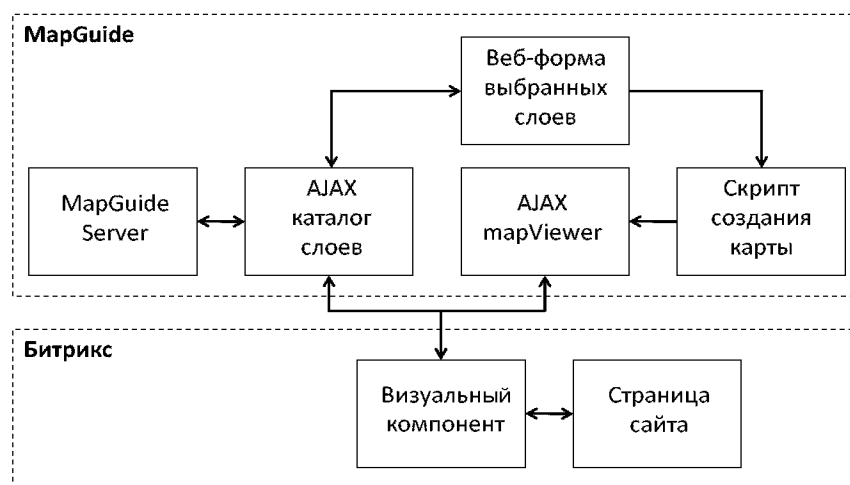 MapGuide
Веб-форма
выбранных
слоев
MapGuide
Server
AJAX
каталог
слоев
AJAX
mapViewer
Скрипт
создания
карты
Битрикс
Визуальный
компонент
Страница
сайта